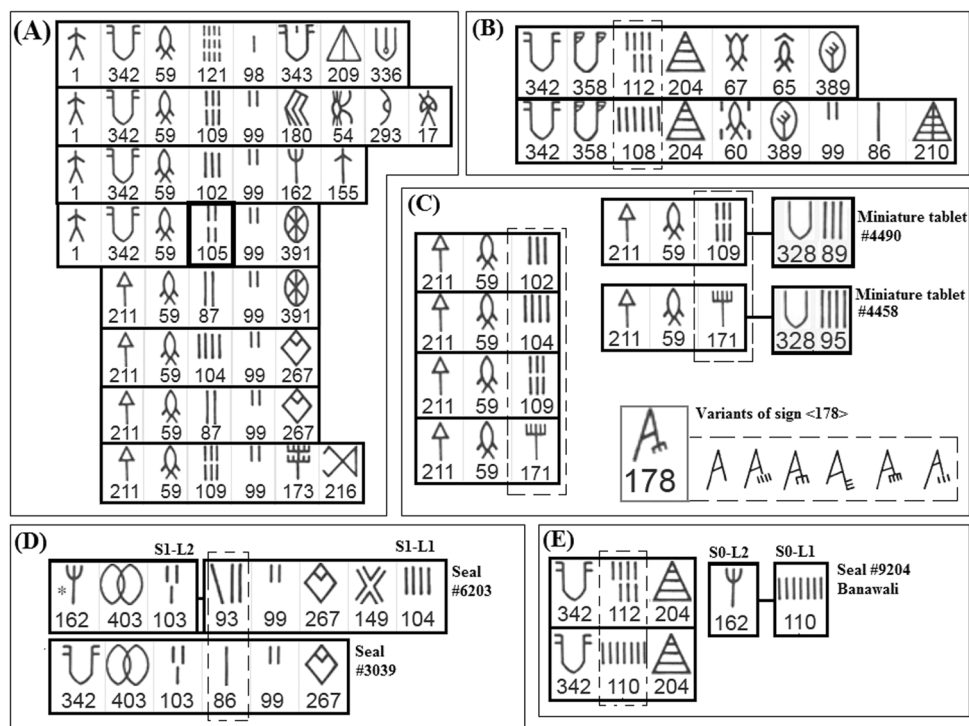 (A)
1 342 59 121 98 343 209 336
1 342 59 109 99 180 54 293 17
1 342 59 102 99 162 155
1 342 59 105 99 391
211 59 87 99 391
211 59 104 99 267
211 59 87 99 267
211 59 109 99 173 216
(B)
342 358 112 204 67 65 389
342 358 108 204 60 389 99 86 210
(C)
211 59 102
211 59 104
211 59 109
211 59 171
211 59 109 328 89
Miniature tablet
#4490
211 59 171 328 95
Miniature tablet
#4458
178
Variants of sign <178>
(D)
S1-L2 S1-L1
* 162 403 103 93 99 267 149 104
Seal
#6203
342 403 103 86 99 267
Seal
#3039
(E)
342 112 204
342 110 204
S0-L2 S0-L1
162 110
Seal #9204
Banawali